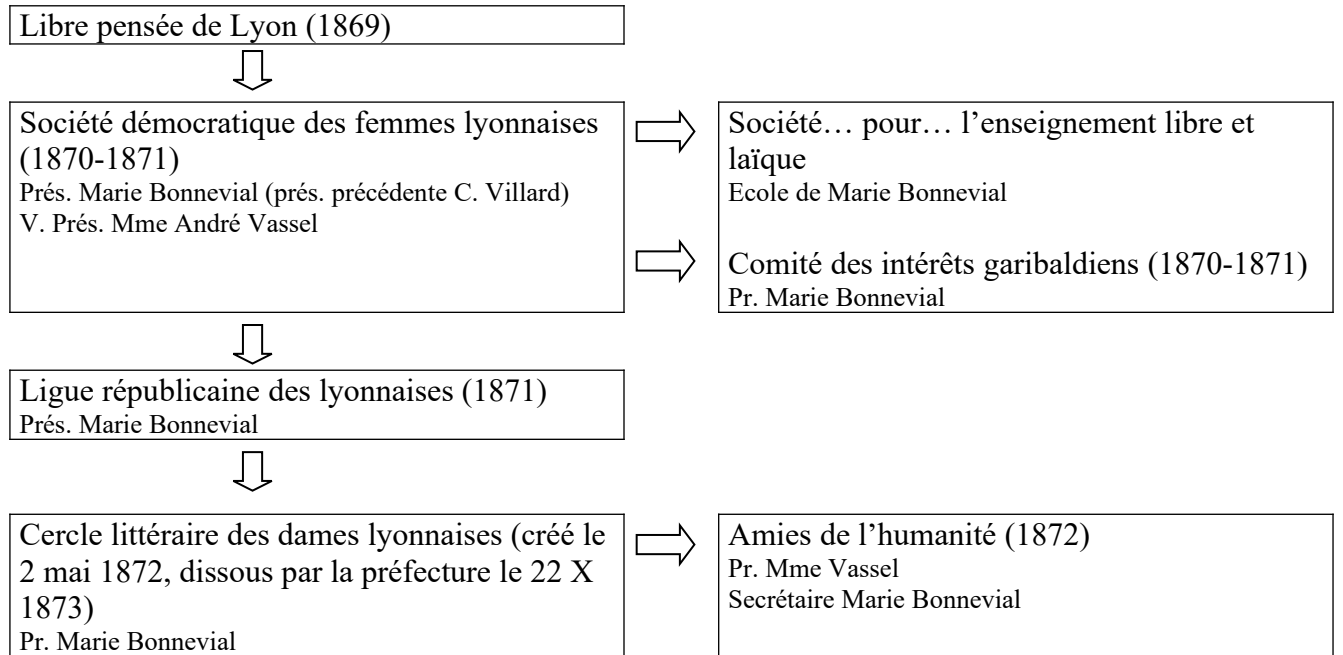 Libre pensée de Lyon (1869)
Société démocratique des femmes lyonnaises
(1870-1871)
Prés. Marie Bonnevial (prés. précédente C. Villard)
V. Prés. Mme André Vassel
Société… pour… l’enseignement libre et
laïque
Ecole de Marie Bonnevial
Comité des intérêts garibaldiens (1870-1871)
Pr. Marie Bonnevial
Ligue républicaine des lyonnaises (1871)
Prés. Marie Bonnevial
Cercle littéraire des dames lyonnaises (créé le
2 mai 1872, dissous par la préfecture le 22 X
1873)
Pr. Marie Bonnevial
Amies de l’humanité (1872)
Pr. Mme Vassel
Secrétaire Marie Bonnevial